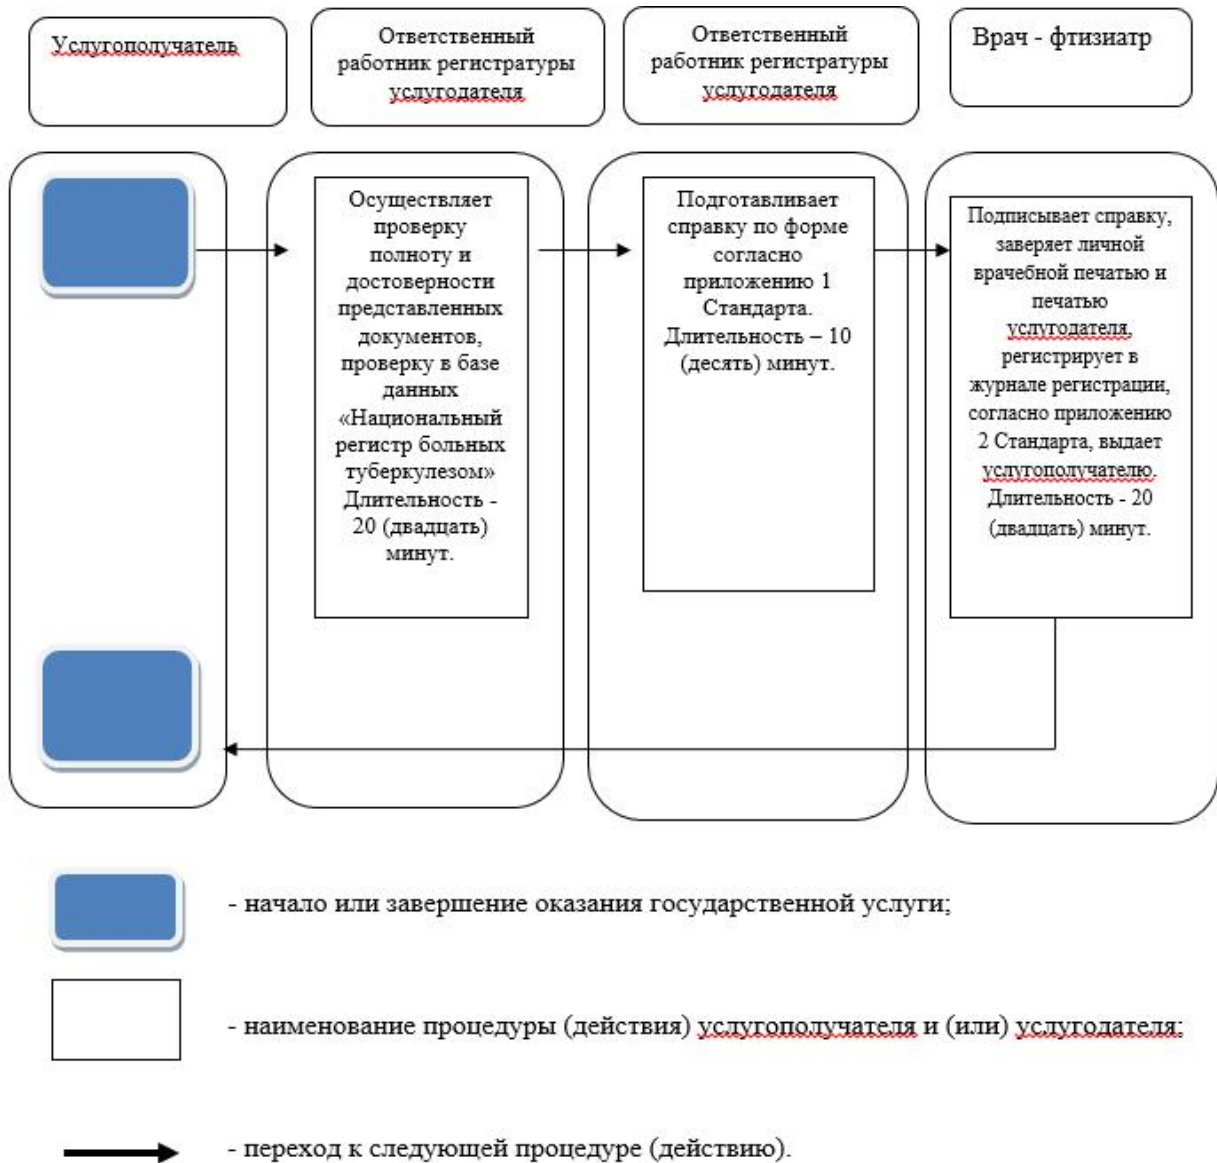 Услугополучатель
Ответственный
работник регистратуры
услугодателя
Ответственный
работник регистратуры
услугодателя
Врач - фтизиатр
Осуществляет
проверку
полноту и
достоверности
представленных
документов,
проверку в базе
данных
«Национальный
регистр больных
туберкулезом»
Длительность -
20 (двадцать)
минут.
Подготавливает
справку по форме
согласно
приложению 1
Стандарта.
Длительность – 10
(десять) минут.
Подписывает справку,
заверяет личной
врачебной печатью и
печатью
услугодателя,
регистрирует в
журнале регистрации,
согласно приложению
2 Стандарта, выдает
услугополучателю.
Длительность - 20
(двадцать) минут.
- начало или завершение оказания государственной услуги;
- наименование процедуры (действия) услугополучателя и (или) услугодателя;
- переход к следующей процедуре (действию).